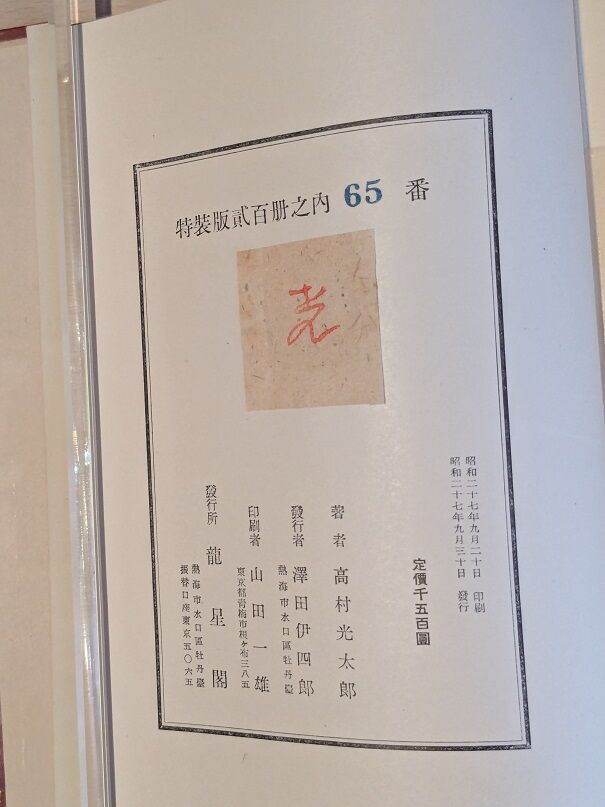 特裝版貳百册之內 65 番
光
昭和二十七年九月二十日 印刷
昭和二十七年九月三十日 發行
定價千五百圓
著者 高村光太郎
發行者 澤田伊四郎
熱海市水口區牡丹臺
印刷者 山田一雄
東京都青梅市根ヶ布三八五
發行所 龍星閣
熱海市水口區牡丹臺
振替口座東京五〇六五